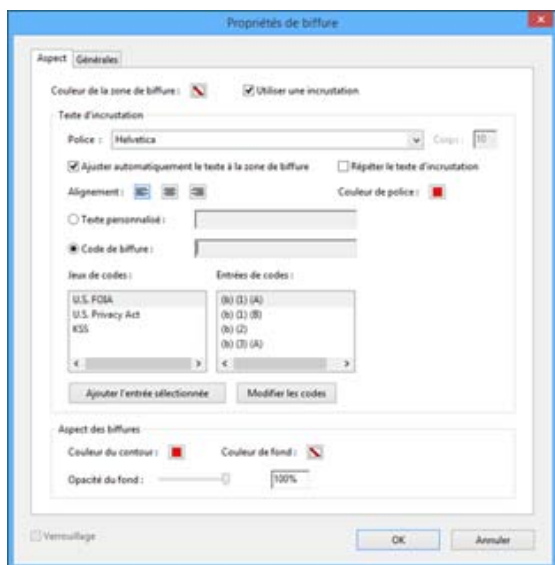 Propriétés de biffure
Aspect Générales
Couleur de la zone de biffure : Utiliser une incrustation
Texte d'incrustation
Police : Helvetica Corps : 10
Ajuster automatiquement le texte à la zone de biffure Répéter le texte d'incrustation
Alignement : Couleur de police :
Texte personnalisé :
Code de biffure :
Jeux de codes : Entrées de codes :
U.S. FOIA (b) (1) (A)
U.S. Privacy Act (b) (1) (B)
KSS (b) (2)
(b) (3) (A)
Ajouter l'entrée sélectionnée Modifier les codes
Aspect des biffures
Couleur du contour : Couleur de fond :
Opacité du fond : 100%
Verrouillage OK Annuler